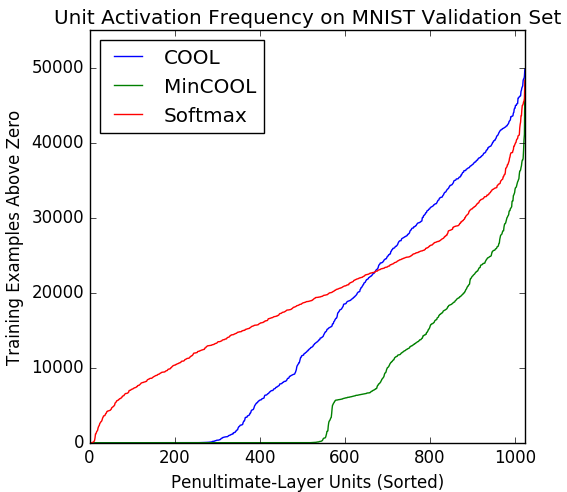 Unit Activation Frequency on MNIST Validation Set
COOL
MinCOOL
Softmax
Training Examples Above Zero
50000
40000
30000
20000
10000
0
0 200 400 600 800 1000
Penultimate-Layer Units (Sorted)